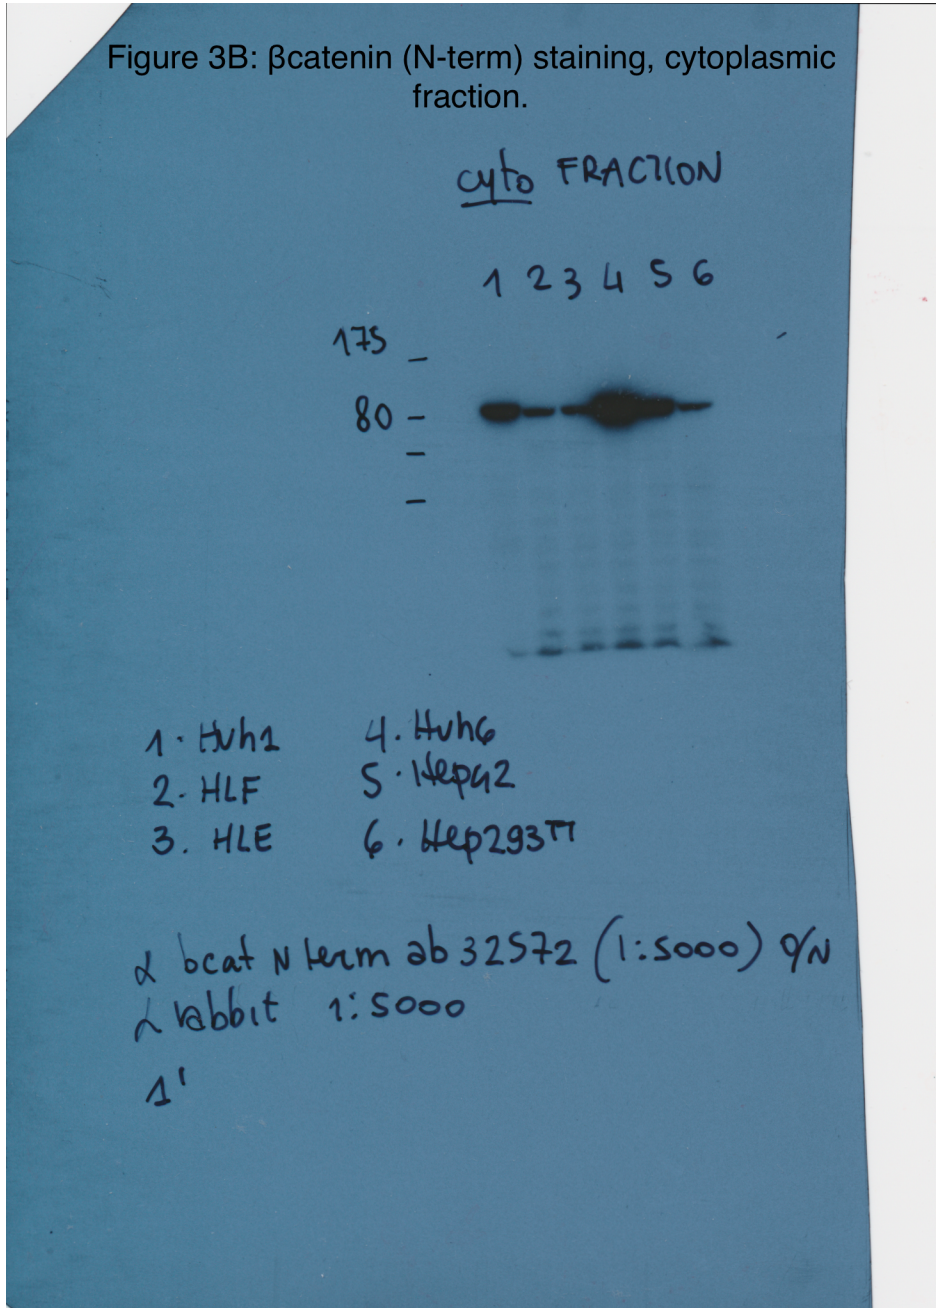 Figure 3B: βcatenin (N-term) staining, cytoplasmic
fraction.
cyto FRACTION
1 2 3 4 5 6
175 –
80 –
–
–
1. Huh1 4. Huh6
2. HLF 5. HepG2
3. HLE 6. Hep293TT
α bcat N term ab 32572 (1:5000) O/N
α rabbit 1:5000
1'